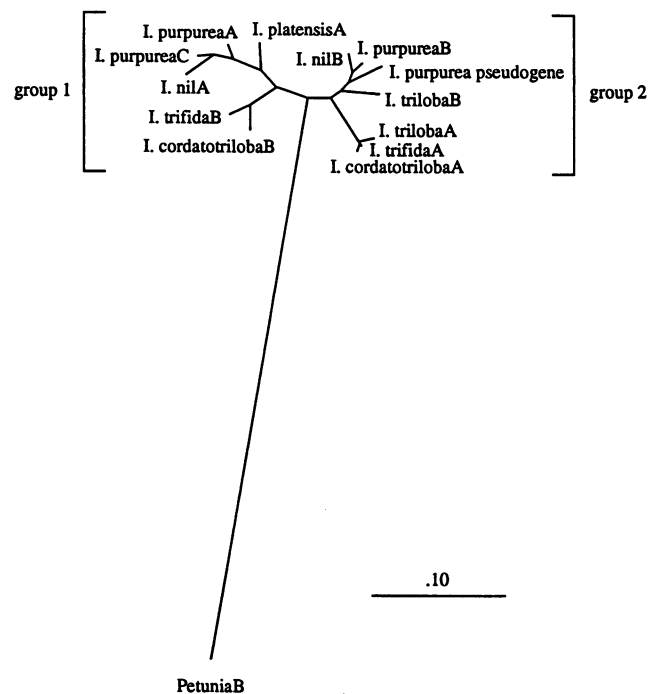 I. platensisA
I. purpureaA
I. purpureaC
I. nilB
I. purpureaB
I. purpurea pseudogene
I. nilA
group 1
I. trilobaB
group 2
I. trifidaB
I. cordatotrilobaB
I. trilobaA
I. trifidaA
I. cordatotrilobaA
.10
PetuniaB